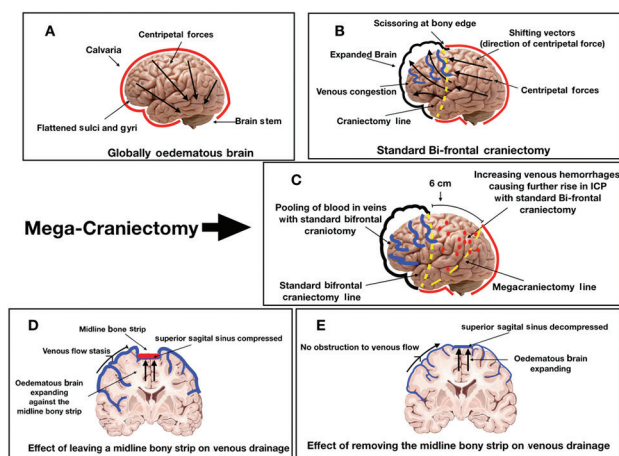 A
Centripetal forces
Calvaria
Flattened sulci and gyri
Brain stem
Globally oedematous brain
B
Scissoring at bony edge
Shifting vectors
(direction of centripetal force)
Expanded Brain
Venous congestion
Centripetal forces
Craniectomy line
Standard Bi-frontal craniectomy
Mega-Craniectomy
C
6 cm
Increasing venous hemorrhages
causing further rise in ICP
with standard Bi-frontal
craniectomy
Pooling of blood in veins
with standard bifrontal
craniotomy
Standard bifrontal
craniectomy line
Megacraniectomy line
D
Midline bone strip
superior sagital sinus compressed
Venous flow stasis
Oedematous brain
expanding against
the midline bony strip
Effect of leaving a midline bony strip on venous drainage
E
superior sagital sinus decompressed
No obstruction to venous flow
Oedematous brain
expanding
Effect of removing the midline bony strip on venous drainage